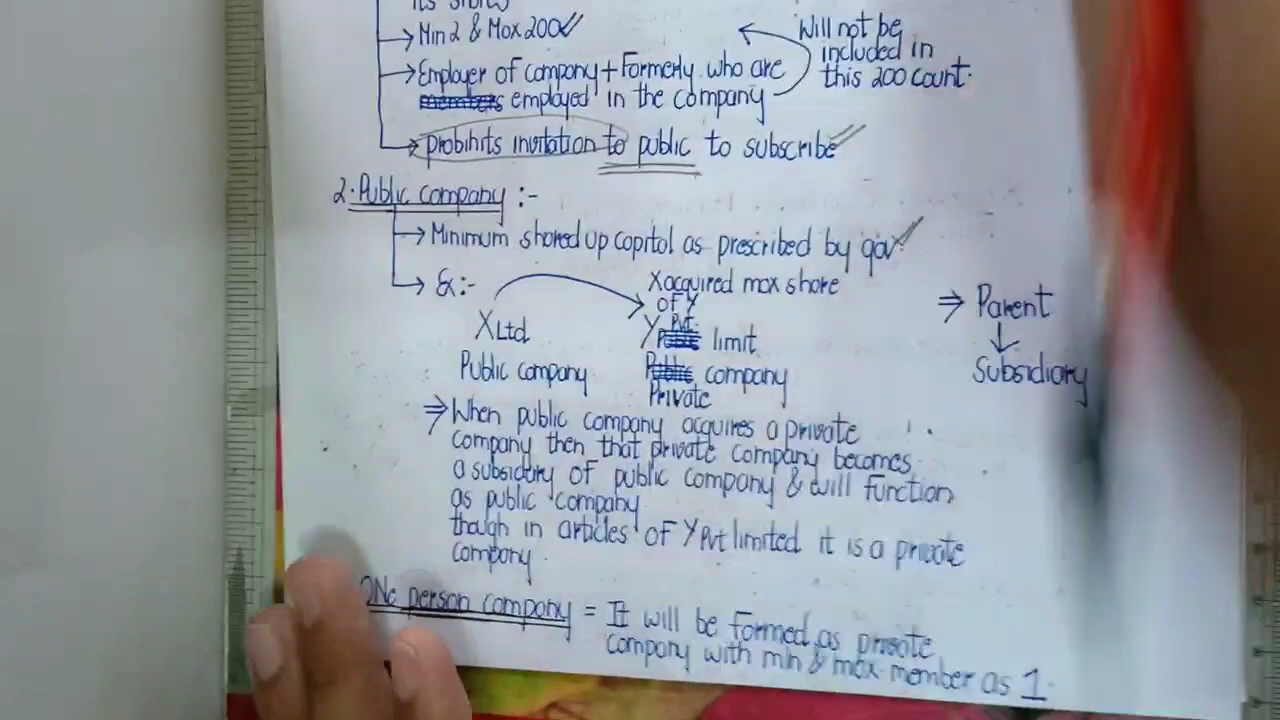 its shares
→ Min 2 & Max 200 ✓
Will not be
included in
this 200 count.
→ Employer of company + Formerly who are
employed in the company
→ Probihits invitation to public to subscribe
2. Public company :-
→ Minimum shared up capital as prescribed by gov.
→ Ex:-
X acquired max share
of Y
X Ltd
Y Pvt. limit
Public company
company
Private
⇒ Parent
↓
Subsidiary
⇒ When public company acquires a private
company then that private company becomes
a subsidary of public company & will function
as public company
though in articles of Y Pvt limited it is a private
company.
One person company = It will be formed as private
company with min & max member as 1.